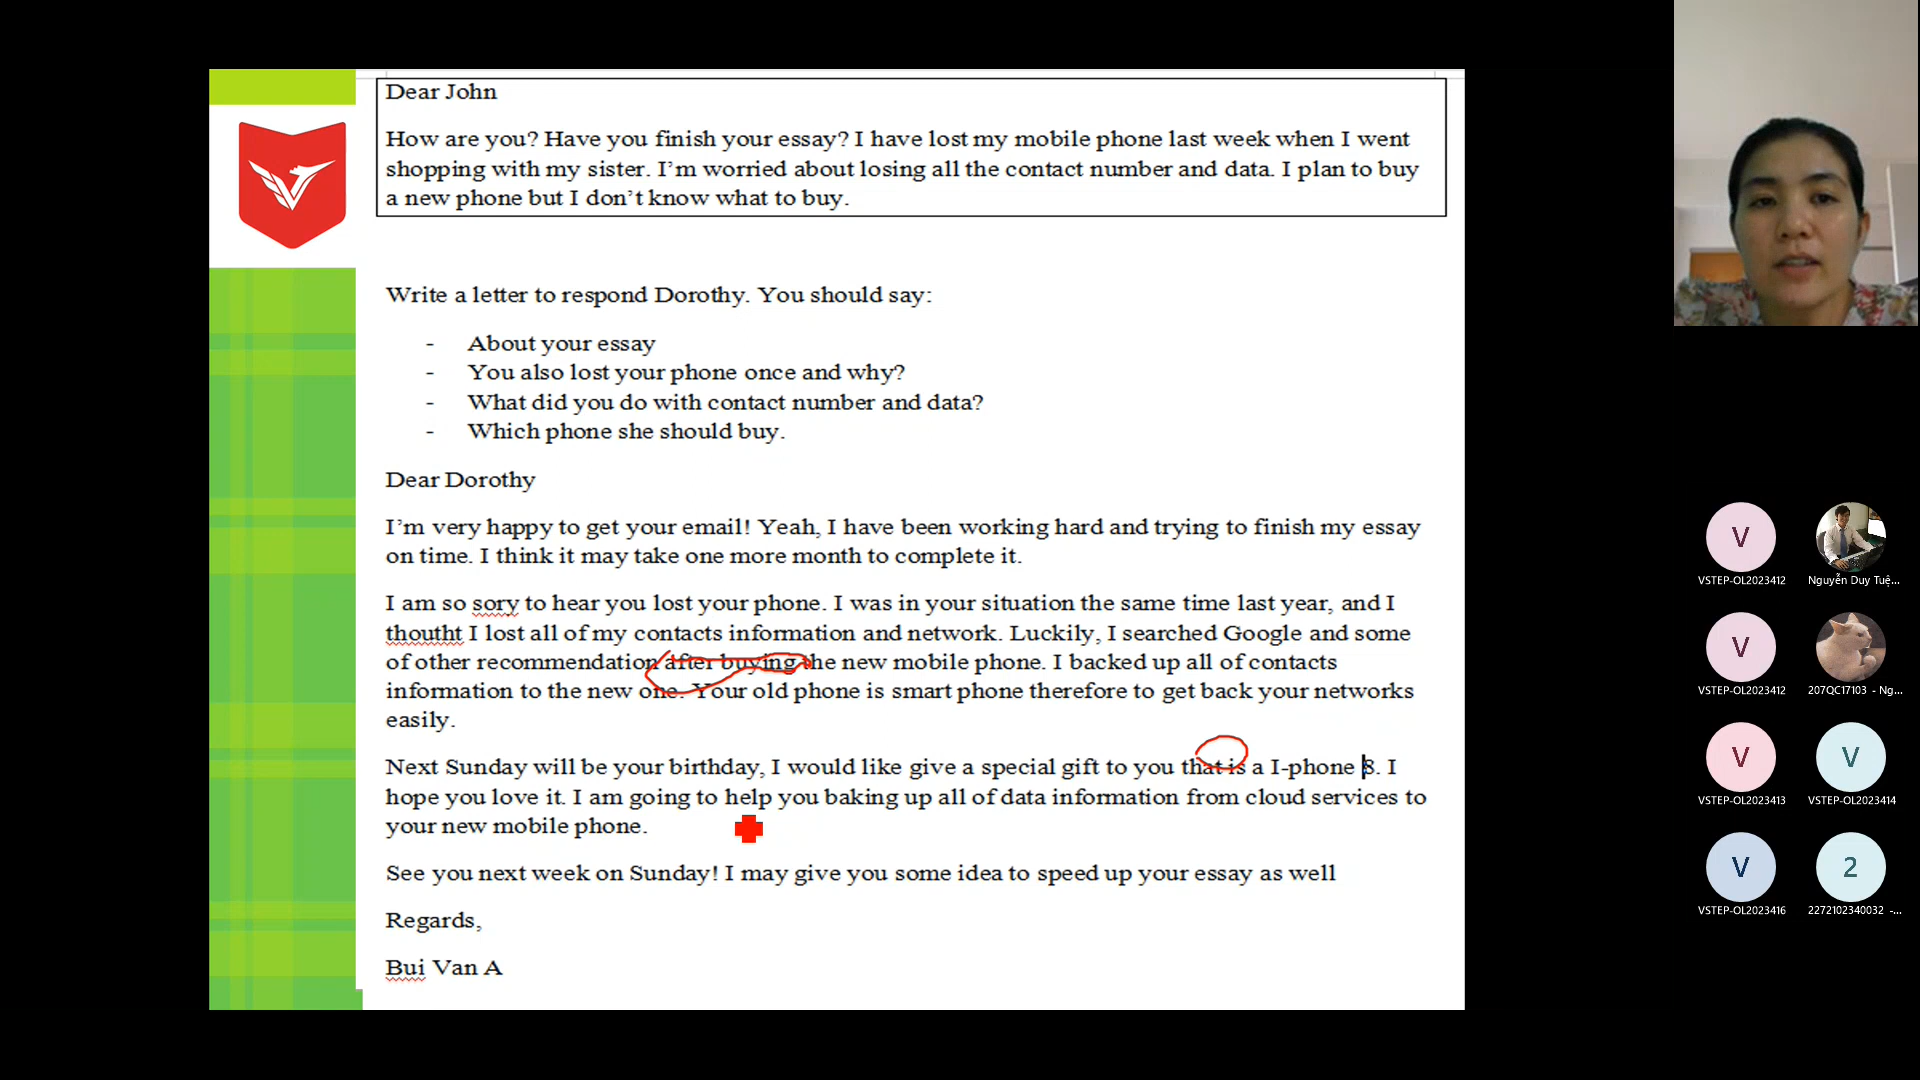 Dear John
How are you? Have you finish your essay? I have lost my mobile phone last week when I went
shopping with my sister. I'm worried about losing all the contact number and data. I plan to buy
a new phone but I don't know what to buy.
Write a letter to respond Dorothy. You should say:
- About your essay
- You also lost your phone once and why?
- What did you do with contact number and data?
- Which phone she should buy.
Dear Dorothy
I'm very happy to get your email! Yeah, I have been working hard and trying to finish my essay
on time. I think it may take one more month to complete it.
I am so sory to hear you lost your phone. I was in your situation the same time last year, and I
thoutht I lost all of my contacts information and network. Luckily, I searched Google and some
of other recommendation after buying the new mobile phone. I backed up all of contacts
information to the new one. Your old phone is smart phone therefore to get back your networks
easily.
Next Sunday will be your birthday, I would like give a special gift to you that is a I-phone 8. I
hope you love it. I am going to help you baking up all of data information from cloud services to
your new mobile phone.
See you next week on Sunday! I may give you some idea to speed up your essay as well
Regards,
Bui Van A
V
VSTEP-OL2023412
Nguyễn Duy Tuệ...
V
VSTEP-OL2023412
207QC17103 - Ng...
V
VSTEP-OL2023413
V
VSTEP-OL2023414
V
VSTEP-OL2023416
2
2272102340032 -...